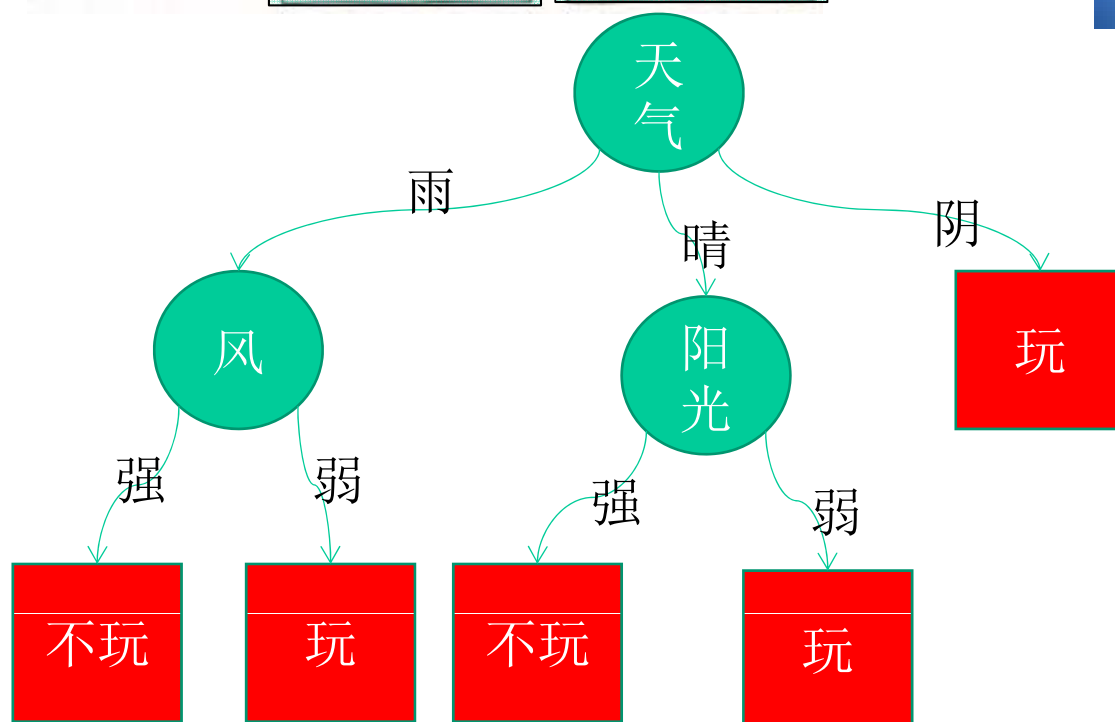 天
气
雨
晴
阴
风
阳
光
玩
强
弱
强
弱
不玩
玩
不玩
玩